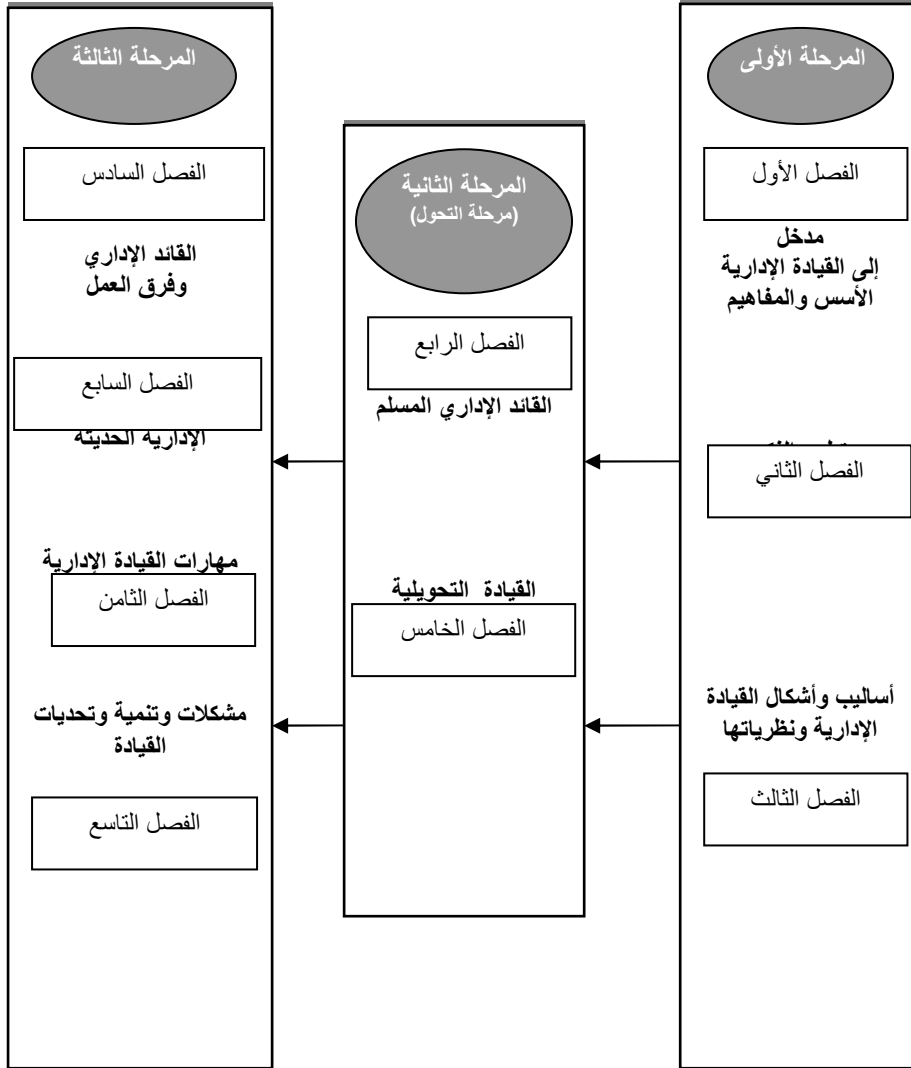 المرحلة الأولى
الفصل الأول
مدخل
إلى القيادة الإدارية
الأسس والمفاهيم
الفصل الثاني
أساليب وأشكال القيادة
الإدارية ونظرياتها
الفصل الثالث
المرحلة الثانية
(مرحلة التحول)
الفصل الرابع
القائد الإداري المسلم
القيادة التحويلية
الفصل الخامس
المرحلة الثالثة
الفصل السادس
القائد الإداري
وفرق العمل
الفصل السابع
الإدارية الحديثة
مهارات القيادة الإدارية
الفصل الثامن
مشكلات وتنمية وتحديات
القيادة
الفصل التاسع